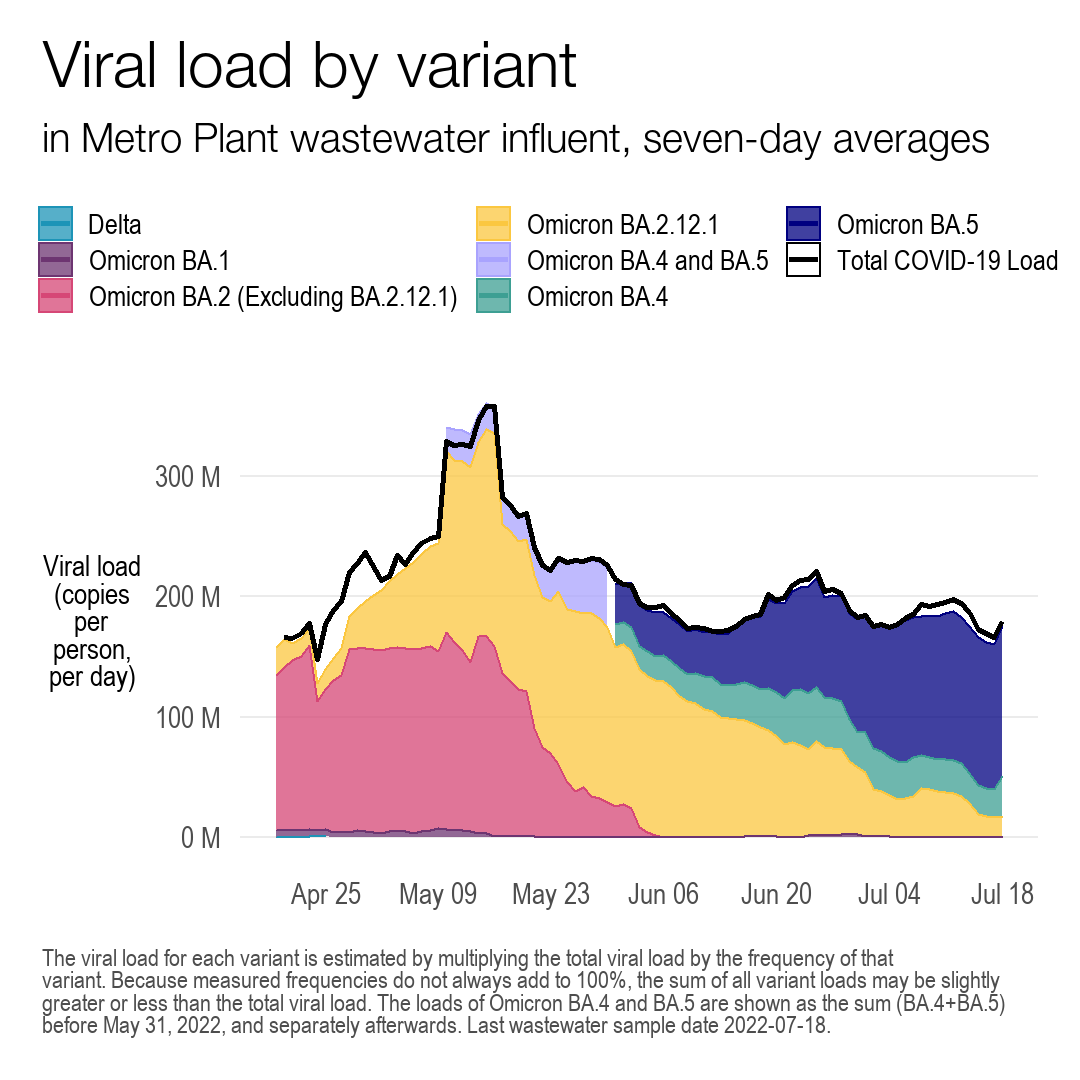 Viral load by variant
in Metro Plant wastewater influent, seven-day averages
Delta
Omicron BA.1
Omicron BA.2 (Excluding BA.2.12.1)
Omicron BA.2.12.1
Omicron BA.4 and BA.5
Omicron BA.4
Omicron BA.5
Total COVID-19 Load
Viral load
(copies
per
person,
per day)
300 M
200 M
100 M
0 M
Apr 25
May 09
May 23
Jun 06
Jun 20
Jul 04
Jul 18
The viral load for each variant is estimated by multiplying the total viral load by the frequency of that
variant. Because measured frequencies do not always add to 100%, the sum of all variant loads may be slightly
greater or less than the total viral load. The loads of Omicron BA.4 and BA.5 are shown as the sum (BA.4+BA.5)
before May 31, 2022, and separately afterwards. Last wastewater sample date 2022-07-18.